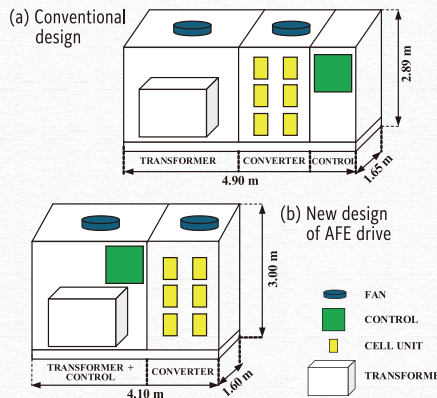 (a) Conventional
design
2.89 m
TRANSFORMER
CONVERTER
CONTROL
1.65 m
4.90 m
(b) New design
of AFE drive
3.00 m
FAN
CONTROL
CELL UNIT
TRANSFORMER
TRANSFORMER +
CONTROL
CONVERTER
1.60 m
4.10 m